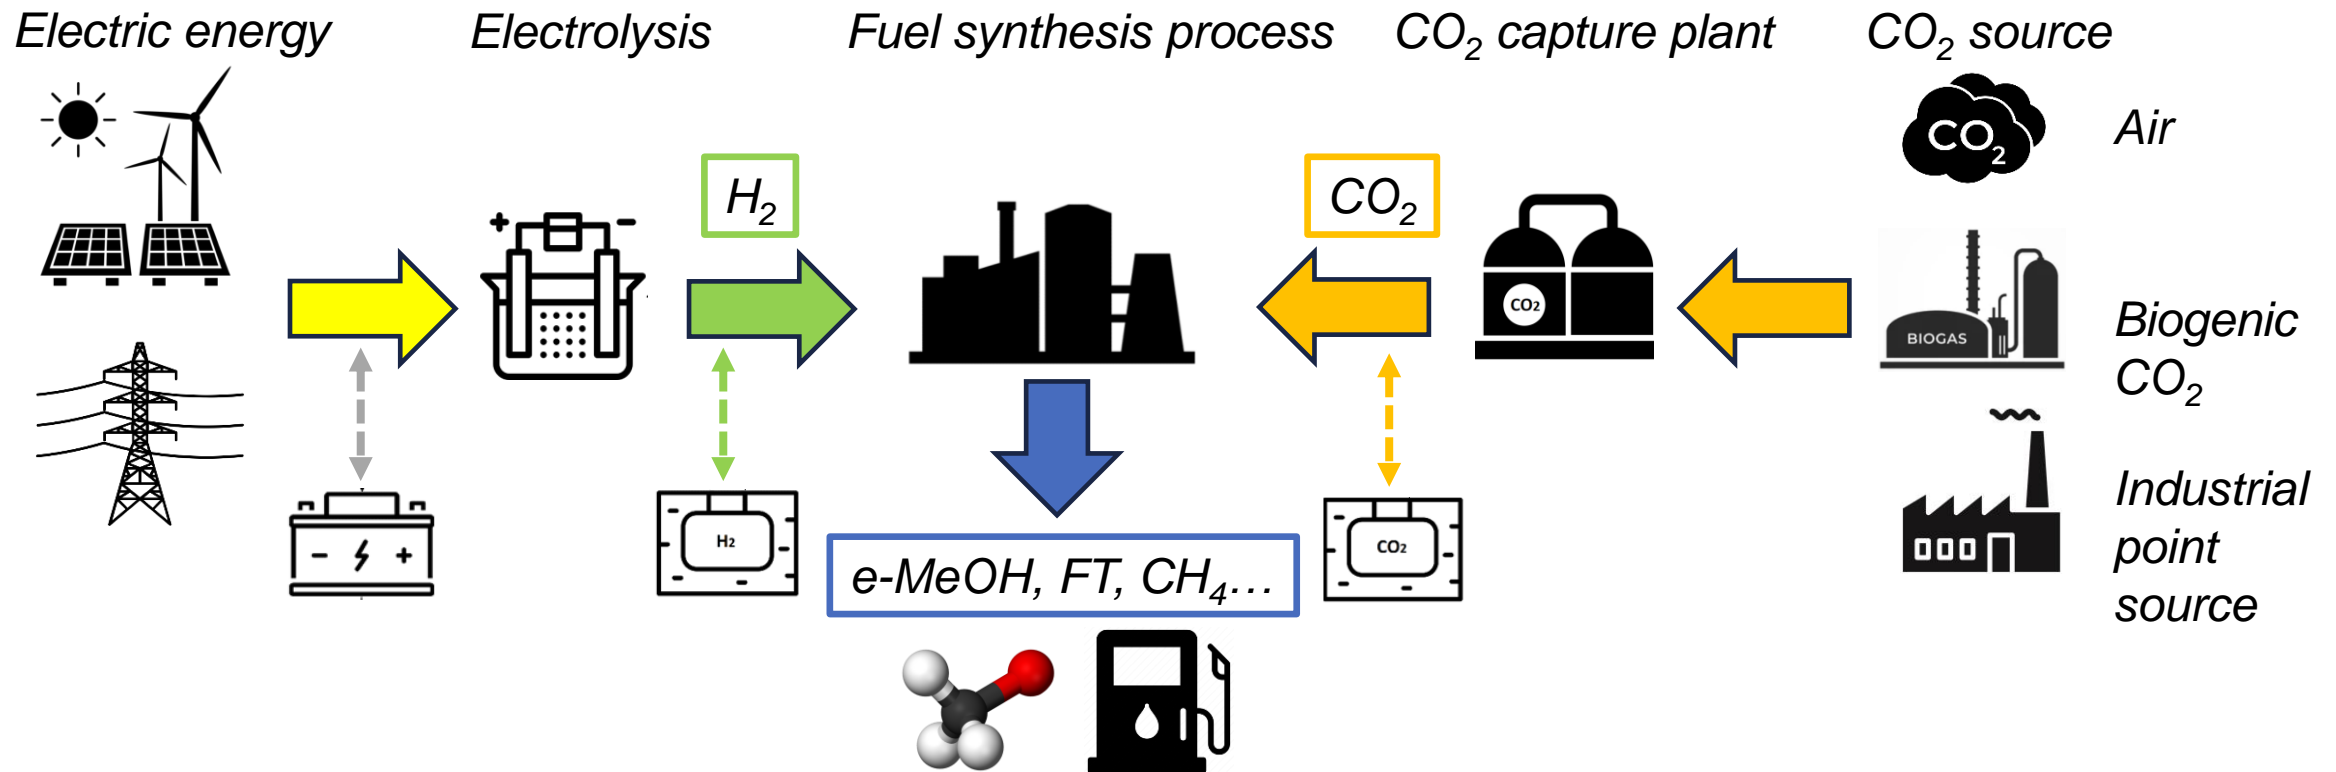 Electric energy
Electrolysis
Fuel synthesis process
CO₂ capture plant
CO₂ source
CO₂
Air
H₂
CO₂
+ −
CO₂
BIOGAS
Biogenic
CO₂
Industrial
point
source
− +
H₂
CO₂
e-MeOH, FT, CH₄…